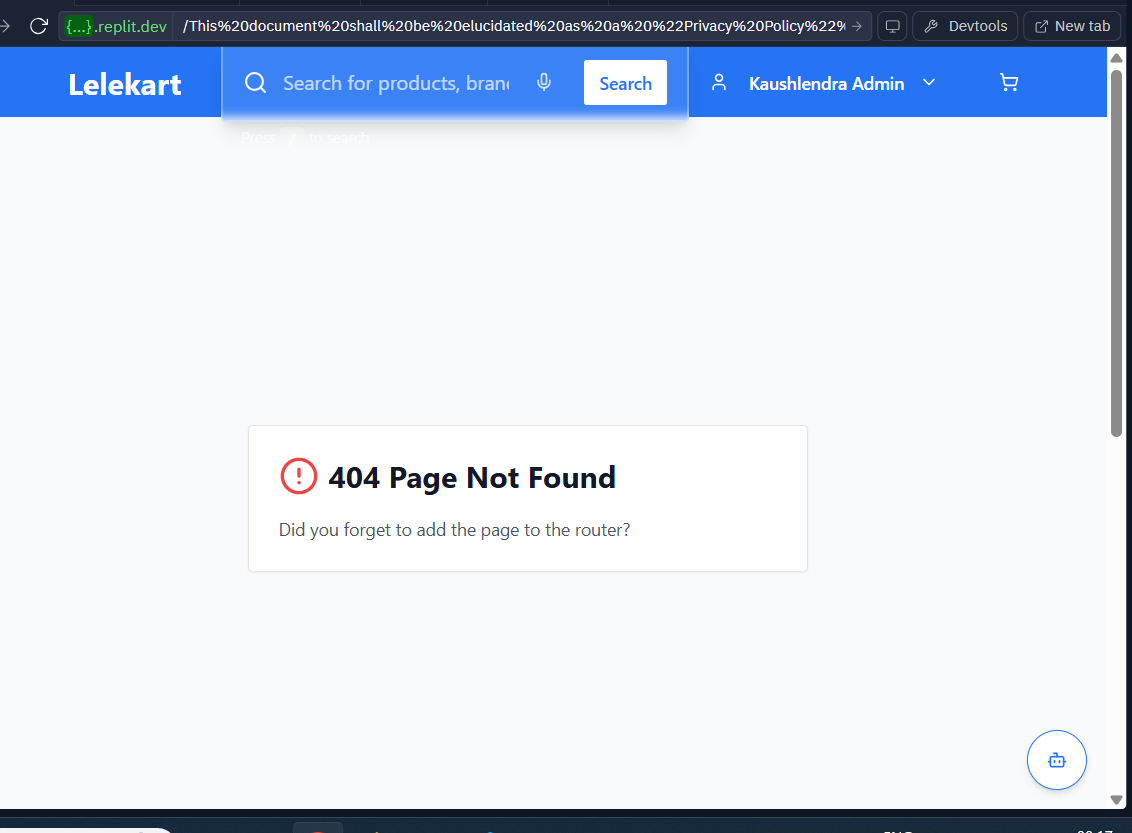 {...}.replit.dev /This%20document%20shall%20be%20elucidated%20as%20a%20%22Privacy%20Policy%22% Devtools New tab
Lelekart Search for products, bran Search Kaushlendra Admin
Press / to search
404 Page Not Found
Did you forget to add the page to the router?